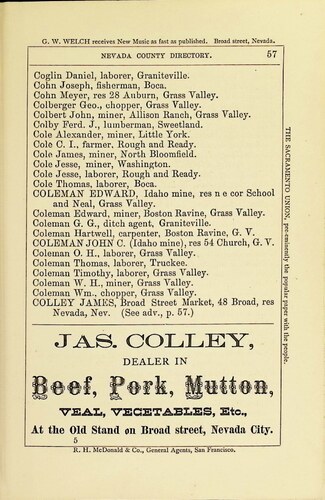 G. W. WELCH receives New Music as fast as published. Broad street, Nevada.
NEVADA COUNTY DIRECTORY. 57
Coglin Daniel, laborer, Graniteville.
Cohn Joseph, fisherman, Boca.
Cohn Meyer, res 28 Auburn, Grass Valley.
Colberger Geo., chopper, Grass Valley.
Colbert John, miner, Allison Ranch, Grass Valley.
Colby Ferd. J., lumberman, Sweetland.
Cole Alexander, miner, Little York.
Cole C. I., farmer. Rough and Ready.
Cole James, miner, North Bloomfield.
Cole Jesse, miner, Washington.
Cole Jesse, laborer, Rough and Ready.
Cole Thomas, laborer, Boca.
COLEMAN EDWARD, Idaho mine, res n e cor School
and Neal, Grass Valley.
Coleman Edward, miner, Boston Ravine, Grass Valley.
Coleman G. G., ditch agent, Graniteville.
Coleman Hartwell, carpenter, Boston Ravine, G. V.
COLEMAN JOHN C. (Idaho mine), res 54 Church, G. V.
Coleman O. H., laborer, Grass Valley.
Coleman Thomas, laborer, Truckee.
Coleman Timothy, laborer, Grass Valley.
Coleman W. H., miner, Grass Valley.
Coleman Wm., chopper, Grass Valley.
COLLEY JAMES, Broad Street Market, 48 Broad, res
Nevada, Nev. (See adv., p. 57.)
THE SACRAMENTO UNION, pre-eminently the popular paper with the people.
JAS. COLLEY,
DEALER IN
Beef, Pork, Mutton,
VEAL, VEGETABLES, Etc.,
At the Old Stand on Broad street, Nevada City.
5
R. H. McDonald & Co., General Agents, San Francisco.